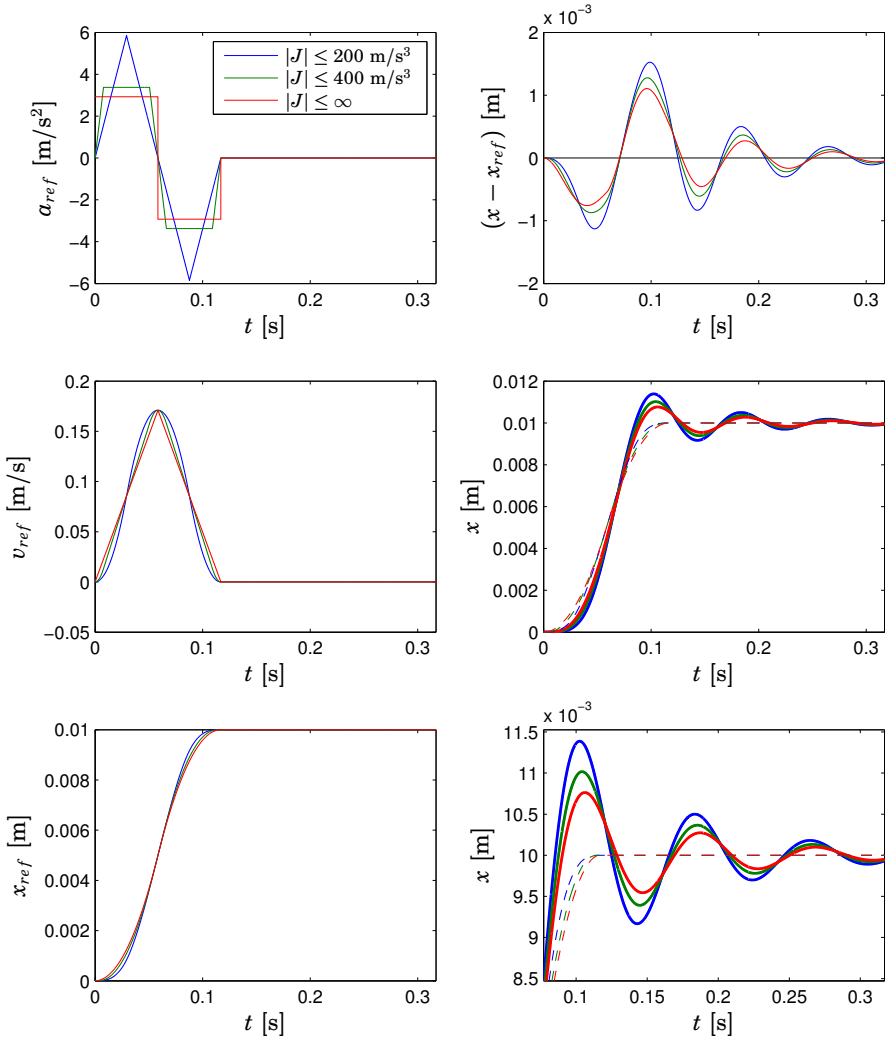 6
4
2
0
−2
−4
−6
a_ref [m/s²]
|J| ≤ 200 m/s³
|J| ≤ 400 m/s³
|J| ≤ ∞
0 0.1 0.2 0.3
t [s]
x 10⁻³
2
1
0
−1
−2
(x − x_ref) [m]
0 0.1 0.2 0.3
t [s]
0.2
0.15
0.1
0.05
0
−0.05
v_ref [m/s]
0 0.1 0.2 0.3
t [s]
0.012
0.01
0.008
0.006
0.004
0.002
0
x [m]
0 0.1 0.2 0.3
t [s]
0.01
0.008
0.006
0.004
0.002
0
x_ref [m]
0 0.1 0.2 0.3
t [s]
x 10⁻³
11.5
11
10.5
10
9.5
9
8.5
x [m]
0.1 0.15 0.2 0.25 0.3
t [s]